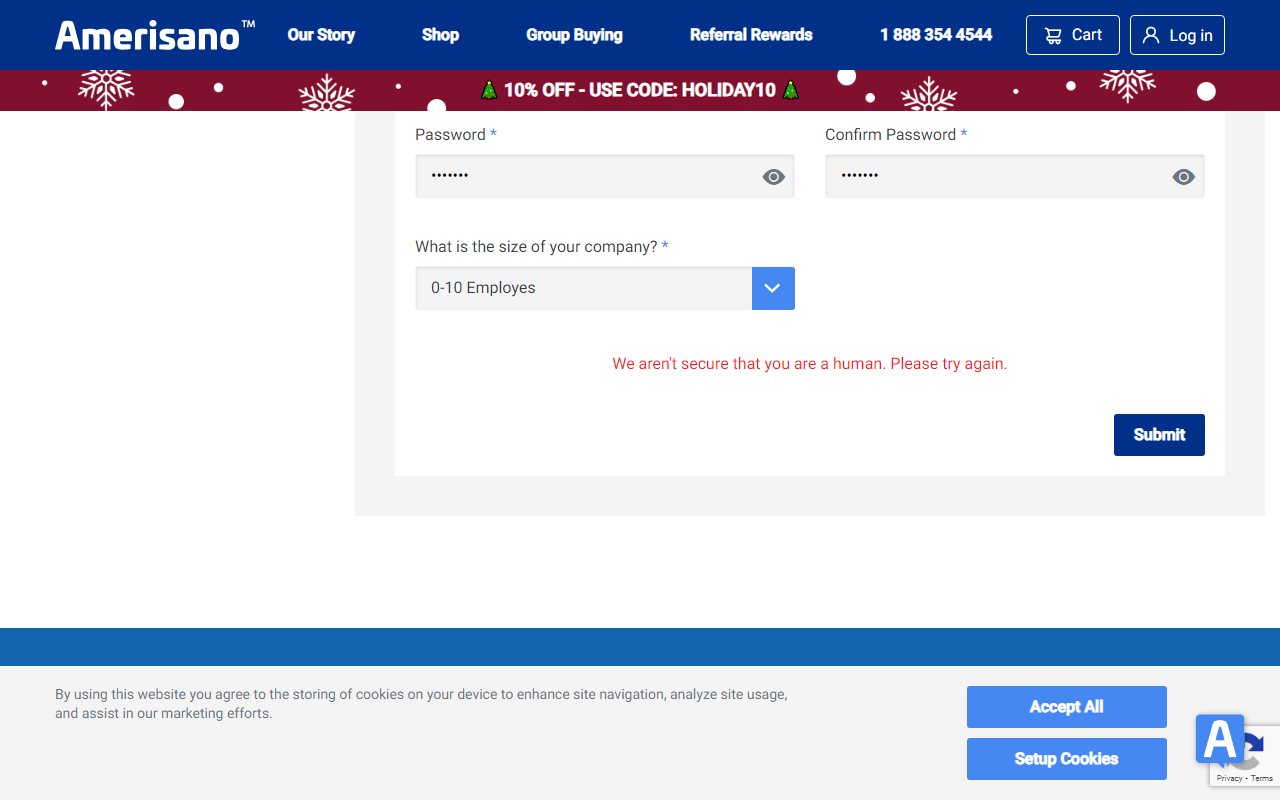 Amerisano™
Our Story
Shop
Group Buying
Referral Rewards
1 888 354 4544
Cart
Log in
10% OFF - USE CODE: HOLIDAY10
Password *
Confirm Password *
•••••••
•••••••
What is the size of your company? *
0-10 Employes
We aren't secure that you are a human. Please try again.
Submit
By using this website you agree to the storing of cookies on your device to enhance site navigation, analyze site usage,
and assist in our marketing efforts.
Accept All
Setup Cookies
A
Privacy - Terms